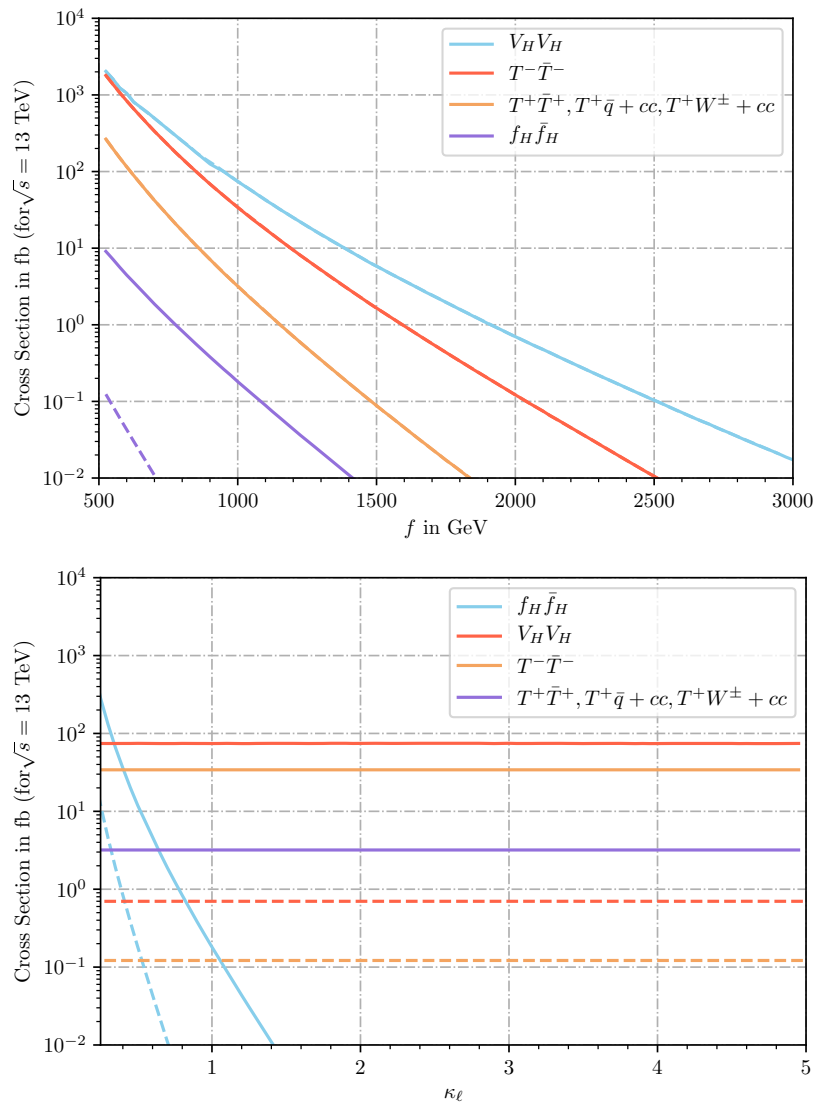 10^4
10^3
10^2
10^1
10^0
10^{-1}
10^{-2}
Cross Section in fb (for√s = 13 TeV)
V_H V_H
T^- T̄^-
T^+ T̄^+, T^+ q̄ + cc, T^+ W^± + cc
f_H f̄_H
500 1000 1500 2000 2500 3000
f in GeV
10^4
10^3
10^2
10^1
10^0
10^{-1}
10^{-2}
Cross Section in fb (for√s = 13 TeV)
f_H f̄_H
V_H V_H
T^- T̄^-
T^+ T̄^+, T^+ q̄ + cc, T^+ W^± + cc
1 2 3 4 5
κ_ℓ